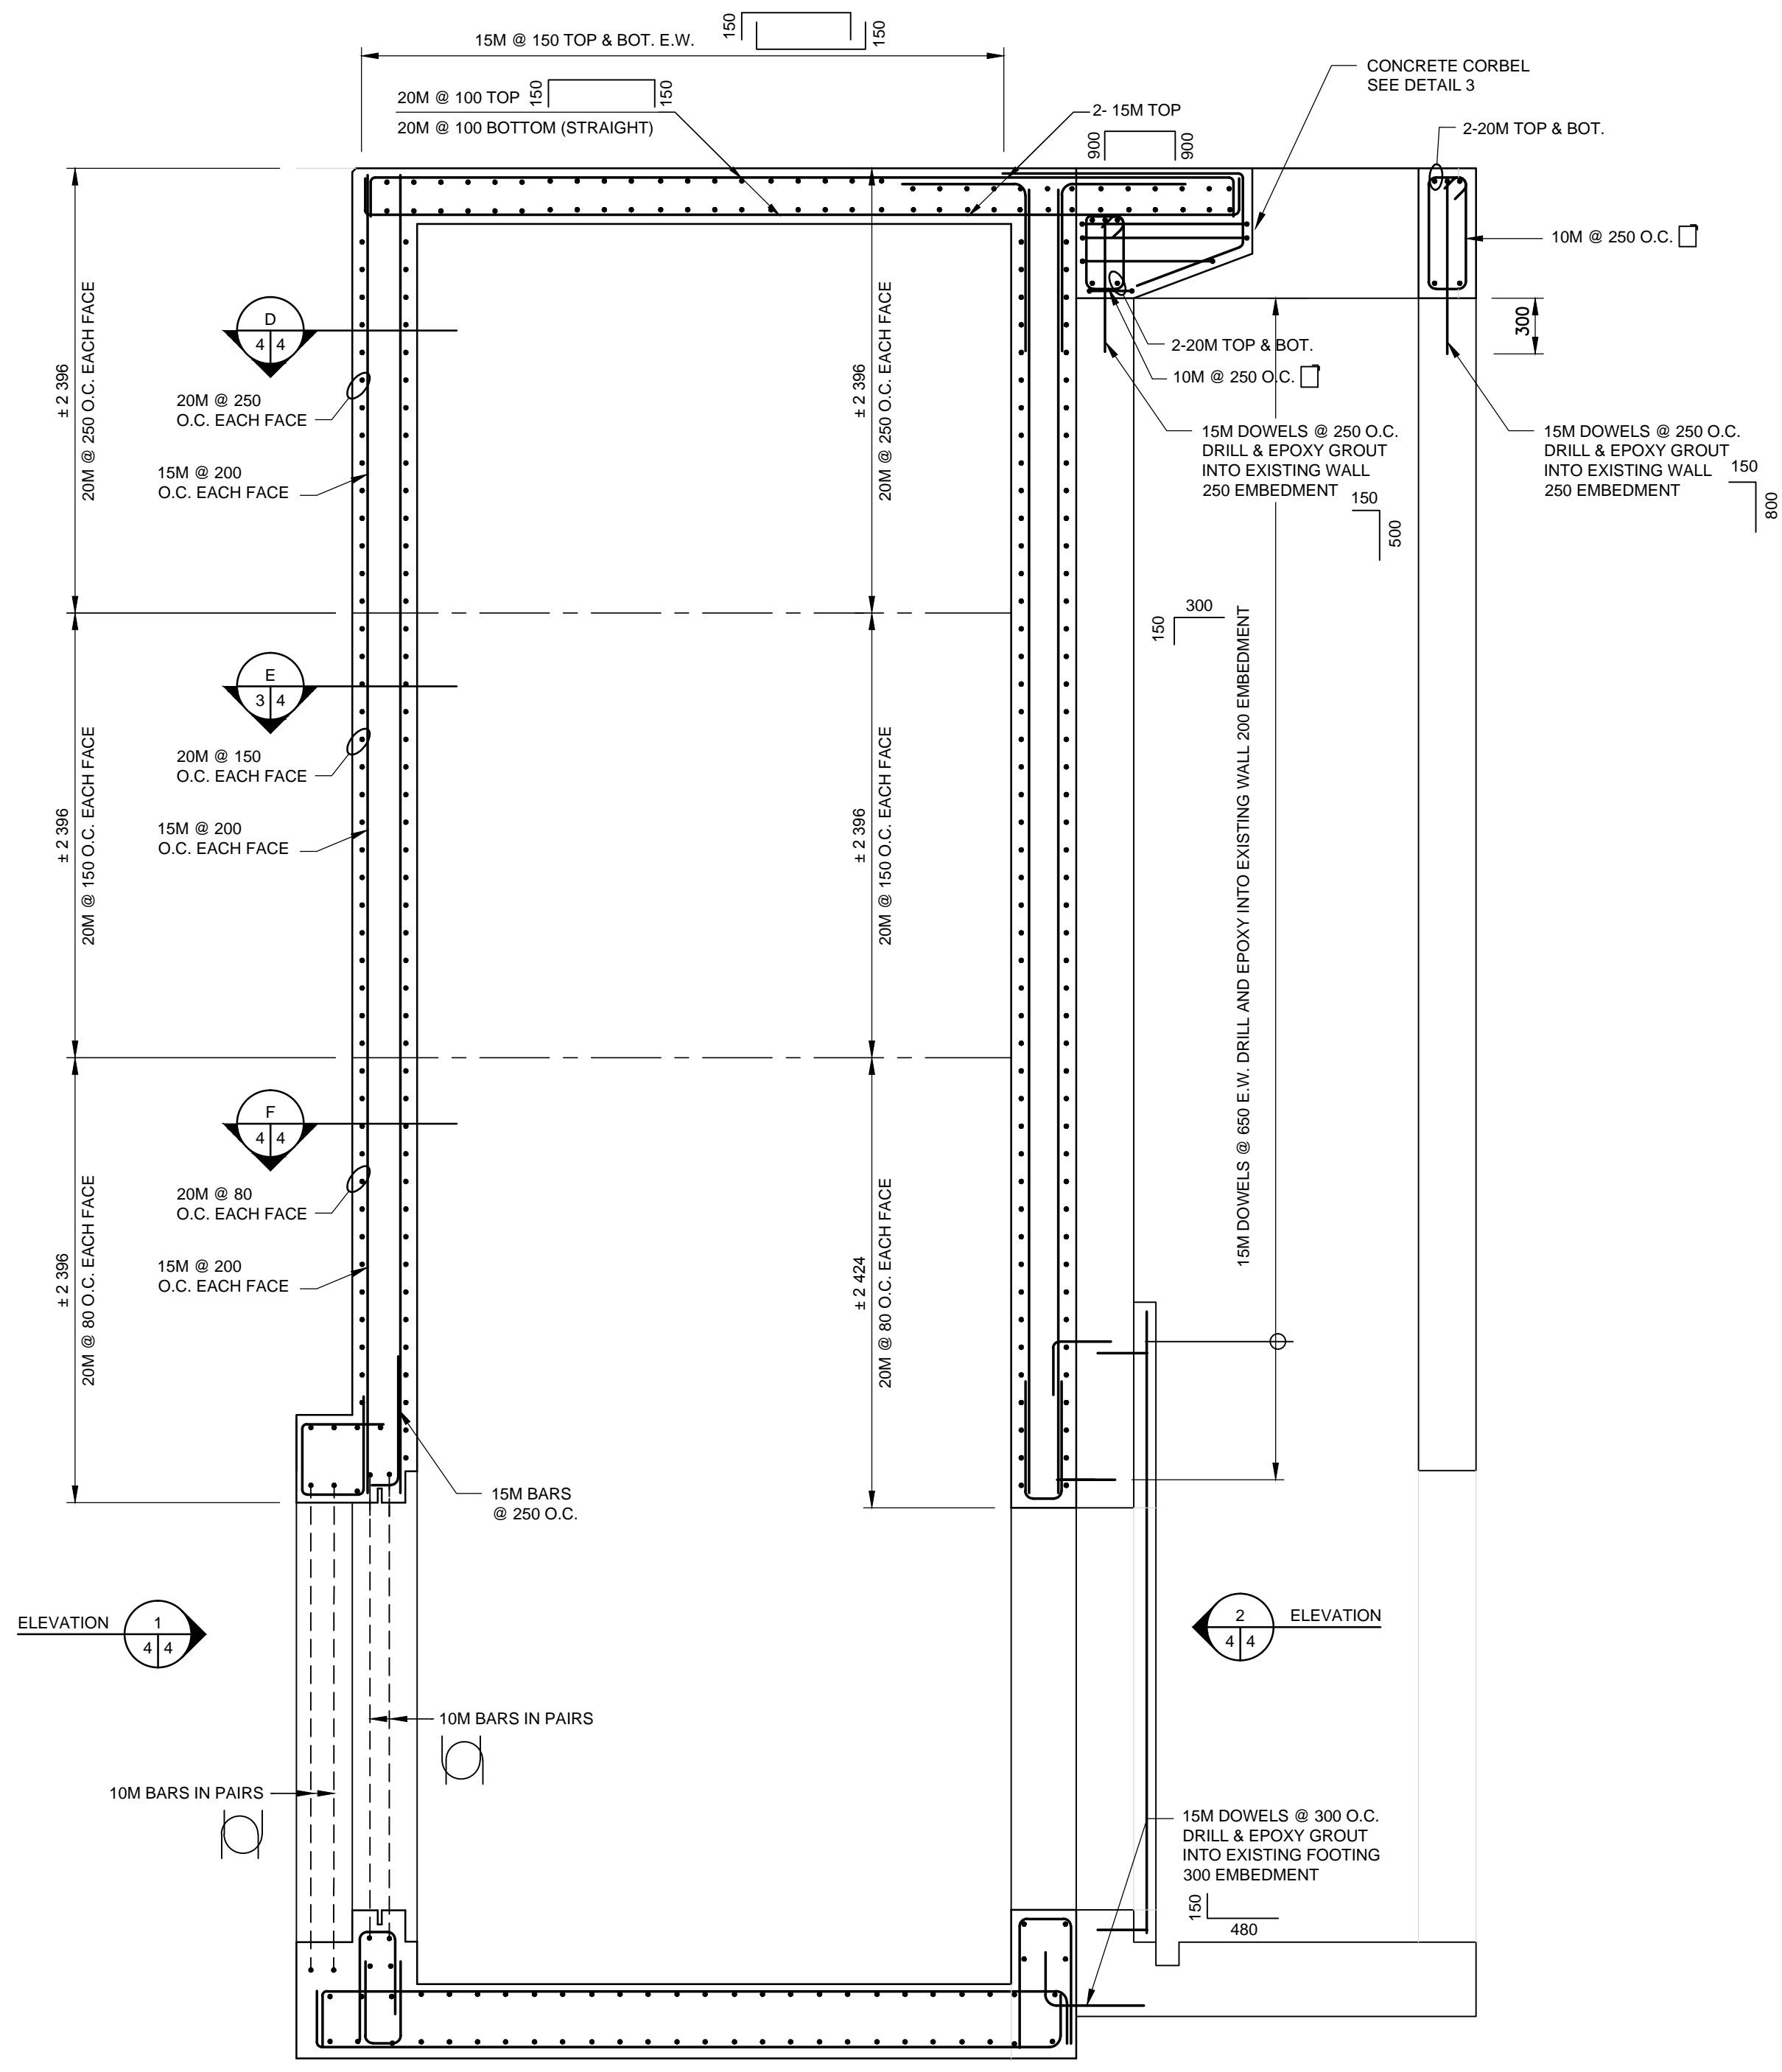 150
150
15M @ 150 TOP & BOT. E.W.
CONCRETE CORBEL
SEE DETAIL 3
20M @ 100 TOP
150
150
20M @ 100 BOTTOM (STRAIGHT)
2- 15M TOP
900
900
2-20M TOP & BOT.
10M @ 250 O.C.
300
± 2 396
20M @ 250 O.C. EACH FACE
D
4 4
20M @ 250
O.C. EACH FACE
15M @ 200
O.C. EACH FACE
± 2 396
20M @ 250 O.C. EACH FACE
2-20M TOP & BOT.
10M @ 250 O.C.
15M DOWELS @ 250 O.C.
DRILL & EPOXY GROUT
INTO EXISTING WALL
250 EMBEDMENT
150
500
15M DOWELS @ 250 O.C.
DRILL & EPOXY GROUT
INTO EXISTING WALL
250 EMBEDMENT
150
800
300
150
15M DOWELS @ 650 E.W. DRILL AND EPOXY INTO EXISTING WALL 200 EMBEDMENT
± 2 396
20M @ 150 O.C. EACH FACE
E
3 4
20M @ 150
O.C. EACH FACE
15M @ 200
O.C. EACH FACE
± 2 396
20M @ 150 O.C. EACH FACE
± 2 396
20M @ 80 O.C. EACH FACE
F
4 4
20M @ 80
O.C. EACH FACE
15M @ 200
O.C. EACH FACE
± 2 424
20M @ 80 O.C. EACH FACE
15M BARS
@ 250 O.C.
ELEVATION
1
4 4
2
4 4
ELEVATION
10M BARS IN PAIRS
10M BARS IN PAIRS
15M DOWELS @ 300 O.C.
DRILL & EPOXY GROUT
INTO EXISTING FOOTING
300 EMBEDMENT
150
480